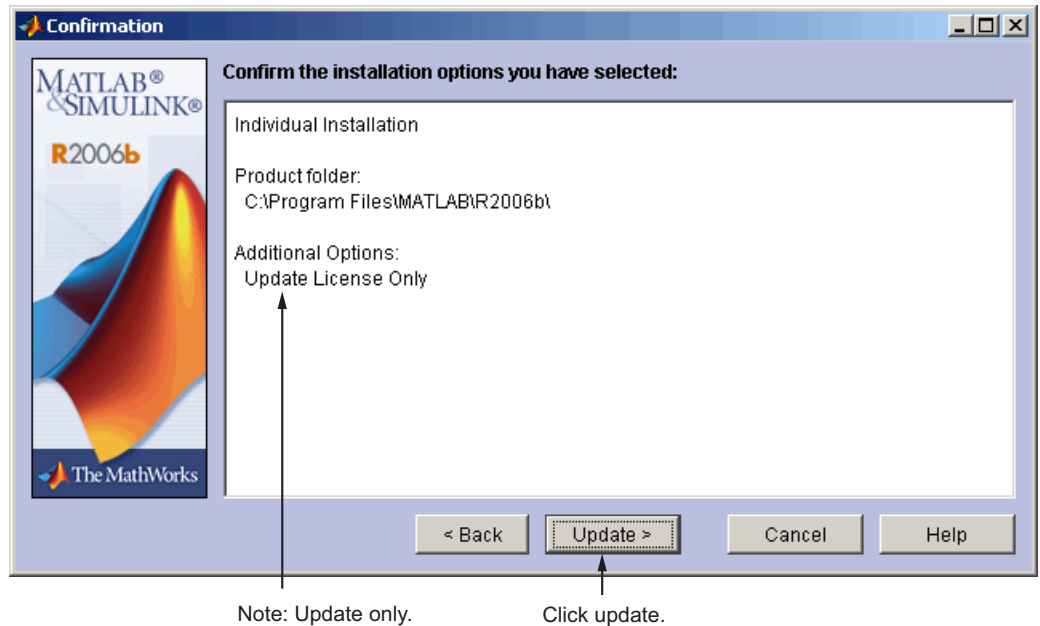 Confirmation
MATLAB®
&SIMULINK®
R2006b
The MathWorks
Confirm the installation options you have selected:
Individual Installation
Product folder:
C:\Program Files\MATLAB\R2006b\
Additional Options:
Update License Only
< Back
Update >
Cancel
Help
Note: Update only.
Click update.